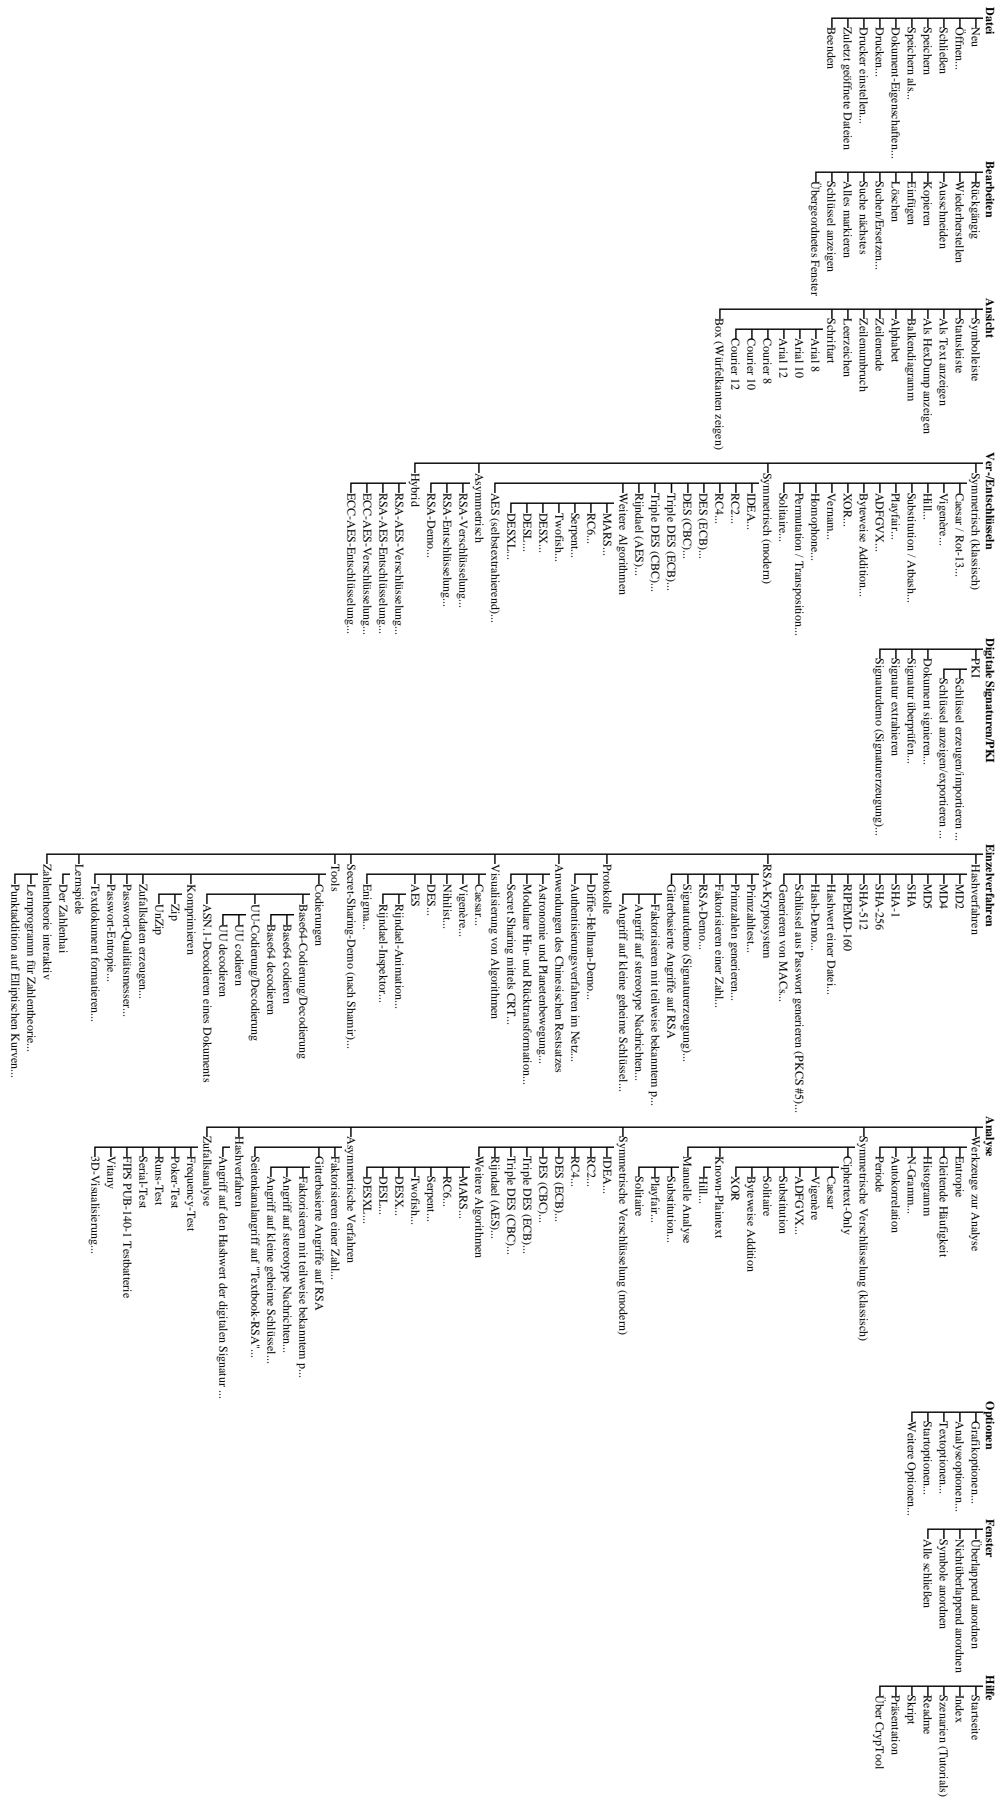 Datei
Neu
Öffnen...
Schließen
Speichern
Speichern als...
Dokument-Eigenschaften...
Drucken...
Drucker einstellen...
Zuletzt geöffnete Dateien
Beenden
Bearbeiten
Rückgängig
Wiederherstellen
Ausschneiden
Kopieren
Einfügen
Löschen
Suchen/Ersetzen...
Suche nächstes
Alles markieren
Schlüssel anzeigen
Übergeordnetes Fenster
Ansicht
Symbolleiste
Statusleiste
Als Text anzeigen
Als HexDump anzeigen
Balkendiagramm
Alphabet
Zeilenende
Zeilenumbruch
Leerzeichen
Schriftart
Arial 8
Arial 10
Arial 12
Courier 8
Courier 10
Courier 12
Box (Würfelkanten zeigen)
Ver-/Entschlüsseln
Symmetrisch (klassisch)
Caesar / Rot-13...
Vigenère...
Hill...
Substitution / Atbash...
Playfair...
ADFGVX...
Byteweise Addition...
XOR...
Vernam...
Homophone...
Permutation / Transposition...
Solitaire...
Symmetrisch (modern)
IDEA...
RC2...
RC4...
DES (ECB)...
DES (CBC)...
Triple DES (ECB)...
Triple DES (CBC)...
Rijndael (AES)...
Weitere Algorithmen
MARS...
RC6...
Serpent...
Twofish...
DESX...
DESL...
DESXL...
AES (selbstextrahierend)...
Asymmetrisch
RSA-Verschlüsselung...
RSA-Entschlüsselung...
RSA-Demo...
Hybrid
RSA-AES-Verschlüsselung...
RSA-AES-Entschlüsselung...
ECC-AES-Verschlüsselung...
ECC-AES-Entschlüsselung...
Digitale Signaturen/PKI
PKI
Schlüssel erzeugen/importieren ...
Schlüssel anzeigen/exportieren ...
Dokument signieren...
Signatur überprüfen...
Signatur extrahieren
Signaturdemo (Signaturerzeugung)...
Einzelverfahren
Hashverfahren
MD2
MD4
MD5
SHA
SHA-1
SHA-256
SHA-512
RIPEMD-160
Hashwert einer Datei...
Hash-Demo...
Schlüssel aus Passwort generieren (PKCS #5)...
Generieren von MACs...
RSA-Kryptosystem
Primzahltest...
Primzahlen generieren...
Faktorisieren einer Zahl...
RSA-Demo...
Signaturdemo (Signaturerzeugung)...
Gitterbasierte Angriffe auf RSA
Faktorisieren mit teilweise bekanntem p...
Angriff auf stereotype Nachrichten...
Angriff auf kleine geheime Schlüssel...
Protokolle
Diffie-Hellman-Demo...
Authentisierungsverfahren im Netz...
Anwendungen des Chinesischen Restsatzes
Astronomie und Planetenbewegung...
Modulare Hin- und Rücktransformation...
Secret Sharing mittels CRT...
Visualisierung von Algorithmen
Caesar...
Vigenère...
Nihilist...
DES...
AES
Rijndael-Animation...
Rijndael-Inspektor...
Enigma...
Secret-Sharing-Demo (nach Shamir)...
Tools
Codierungen
Base64-Codierung/Decodierung
Base64 codieren
Base64 decodieren
UU-Codierung/Decodierung
UU codieren
UU decodieren
ASN.1-Decodieren eines Dokuments
Komprimieren
Zip
UnZip
Zufallsdaten erzeugen...
Passwort-Qualitätsmesser...
Passwort-Entropie...
Textdokument formatieren...
Lernspiele
Der Zahlenhai
Zahlentheorie interaktiv
Lernprogramm für Zahlentheorie...
Punktaddition auf Elliptischen Kurven...
Analyse
Werkzeuge zur Analyse
Entropie
Gleitende Häufigkeit
Histogramm
N-Gramm...
Autokorrelation
Periode
Symmetrische Verschlüsselung (klassisch)
Ciphertext-Only
Caesar
Vigenère
ADFGVX...
Substitution
Solitaire
Byteweise Addition
XOR
Known-Plaintext
Hill...
Manuelle Analyse
Substitution...
Playfair...
Solitaire
Symmetrische Verschlüsselung (modern)
IDEA...
RC2...
RC4...
DES (ECB)...
DES (CBC)...
Triple DES (ECB)...
Triple DES (CBC)...
Rijndael (AES)...
Weitere Algorithmen
MARS...
RC6...
Serpent...
Twofish...
DESX...
DESL...
DESXL...
Asymmetrische Verfahren
Faktorisieren einer Zahl...
Gitterbasierte Angriffe auf RSA
Faktorisieren mit teilweise bekanntem p...
Angriff auf stereotype Nachrichten...
Angriff auf kleine geheime Schlüssel...
Seitenkanalangriff auf "Textbook-RSA" ...
Hashverfahren
Angriff auf den Hashwert der digitalen Signatur ...
Zufallsanalyse
Frequency-Test
Poker-Test
Runs-Test
Serial-Test
FIPS PUB-140-1 Testbatterie
Vitany
3D-Visualisierung...
Optionen
Grafikoptionen...
Analyseoptionen...
Textoptionen...
Startoptionen...
Weitere Optionen...
Fenster
Überlappend anordnen
Nichtüberlappend anordnen
Symbole anordnen
Alle schließen
Hilfe
Startseite
Index
Szenarien (Tutorials)
Readme
Skript
Präsentation
Über CrypTool